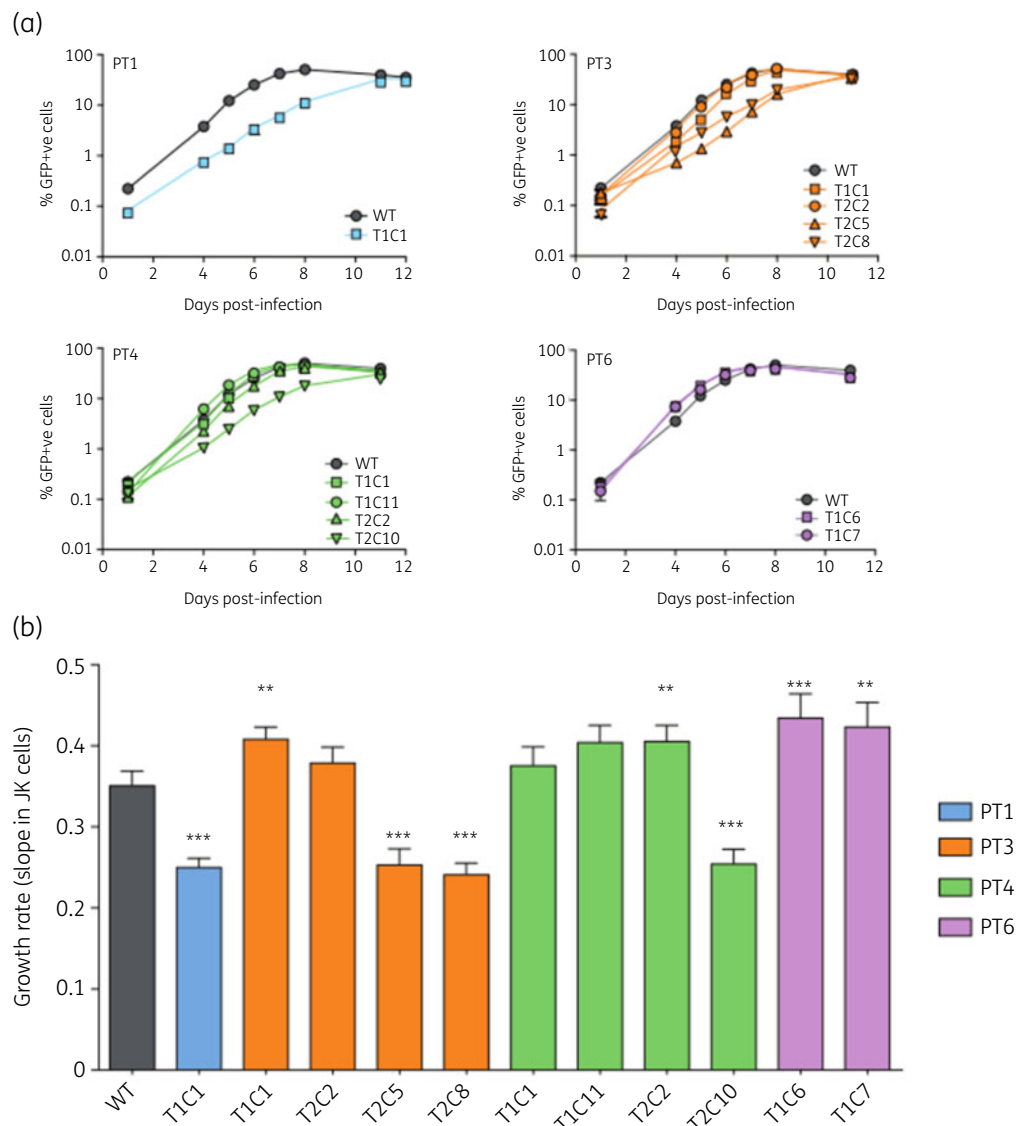 (a)
100
10
1
0.1
0.01
% GFP+ve cells
PT1
WT
T1C1
0 2 4 6 8 10 12
Days post-infection
100
10
1
0.1
0.01
% GFP+ve cells
PT3
WT
T1C1
T2C2
T2C5
T2C8
0 2 4 6 8 10 12
Days post-infection
100
10
1
0.1
0.01
% GFP+ve cells
PT4
WT
T1C1
T1C11
T2C2
T2C10
0 2 4 6 8 10 12
Days post-infection
100
10
1
0.1
0.01
% GFP+ve cells
PT6
WT
T1C6
T1C7
0 2 4 6 8 10 12
Days post-infection
(b)
0.5
0.4
0.3
0.2
0.1
0
Growth rate (slope in JK cells)
*** ** *** *** ** *** *** **
WT T1C1 T1C1 T2C2 T2C5 T2C8 T1C1 T1C11 T2C2 T2C10 T1C6 T1C7
PT1
PT3
PT4
PT6